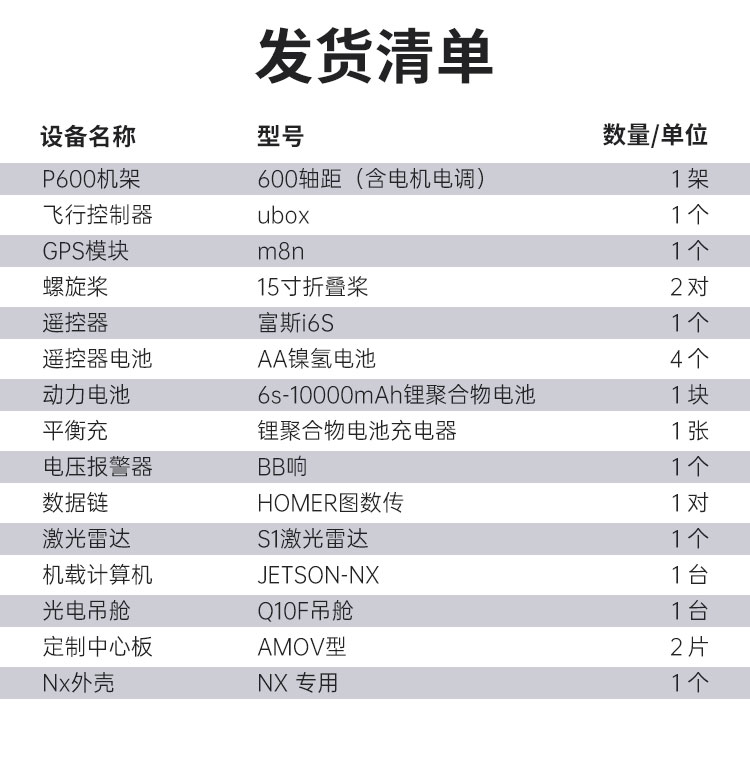 发货清单
设备名称 型号 数量/单位
P600机架 600轴距（含电机电调） 1 架
飞行控制器 ubox 1 个
GPS模块 m8n 1 个
螺旋桨 15寸折叠桨 2 对
遥控器 富斯i6S 1 个
遥控器电池 AA镍氢电池 4 个
动力电池 6s-10000mAh锂聚合物电池 1 块
平衡充 锂聚合物电池充电器 1 张
电压报警器 BB响 1 个
数据链 HOMER图数传 1 对
激光雷达 S1激光雷达 1 个
机载计算机 JETSON-NX 1 台
光电吊舱 Q10F吊舱 1 台
定制中心板 AMOV型 2 片
Nx外壳 NX 专用 1 个